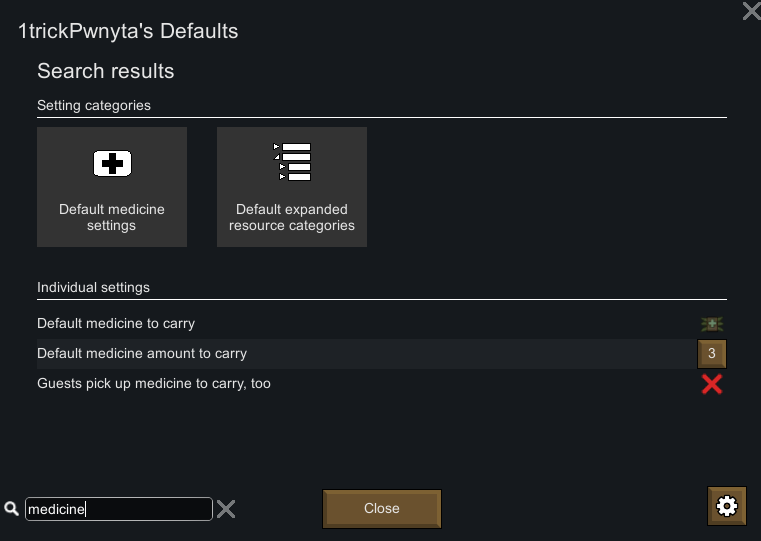 1trickPwnyta's Defaults
Search results
Setting categories
Default medicine
settings
Default expanded
resource categories
Individual settings
Default medicine to carry
Default medicine amount to carry
3
Guests pick up medicine to carry, too
medicine
Close